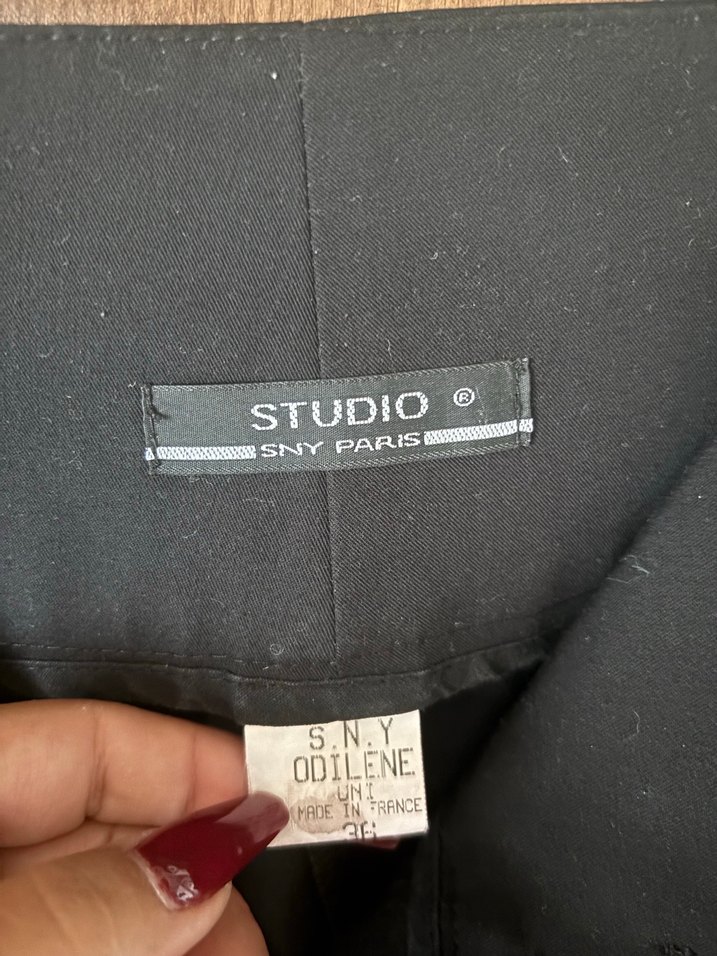 STUDIO ®
SNY PARIS
S.N.Y
ODILENE
UNI
MADE IN FRANCE